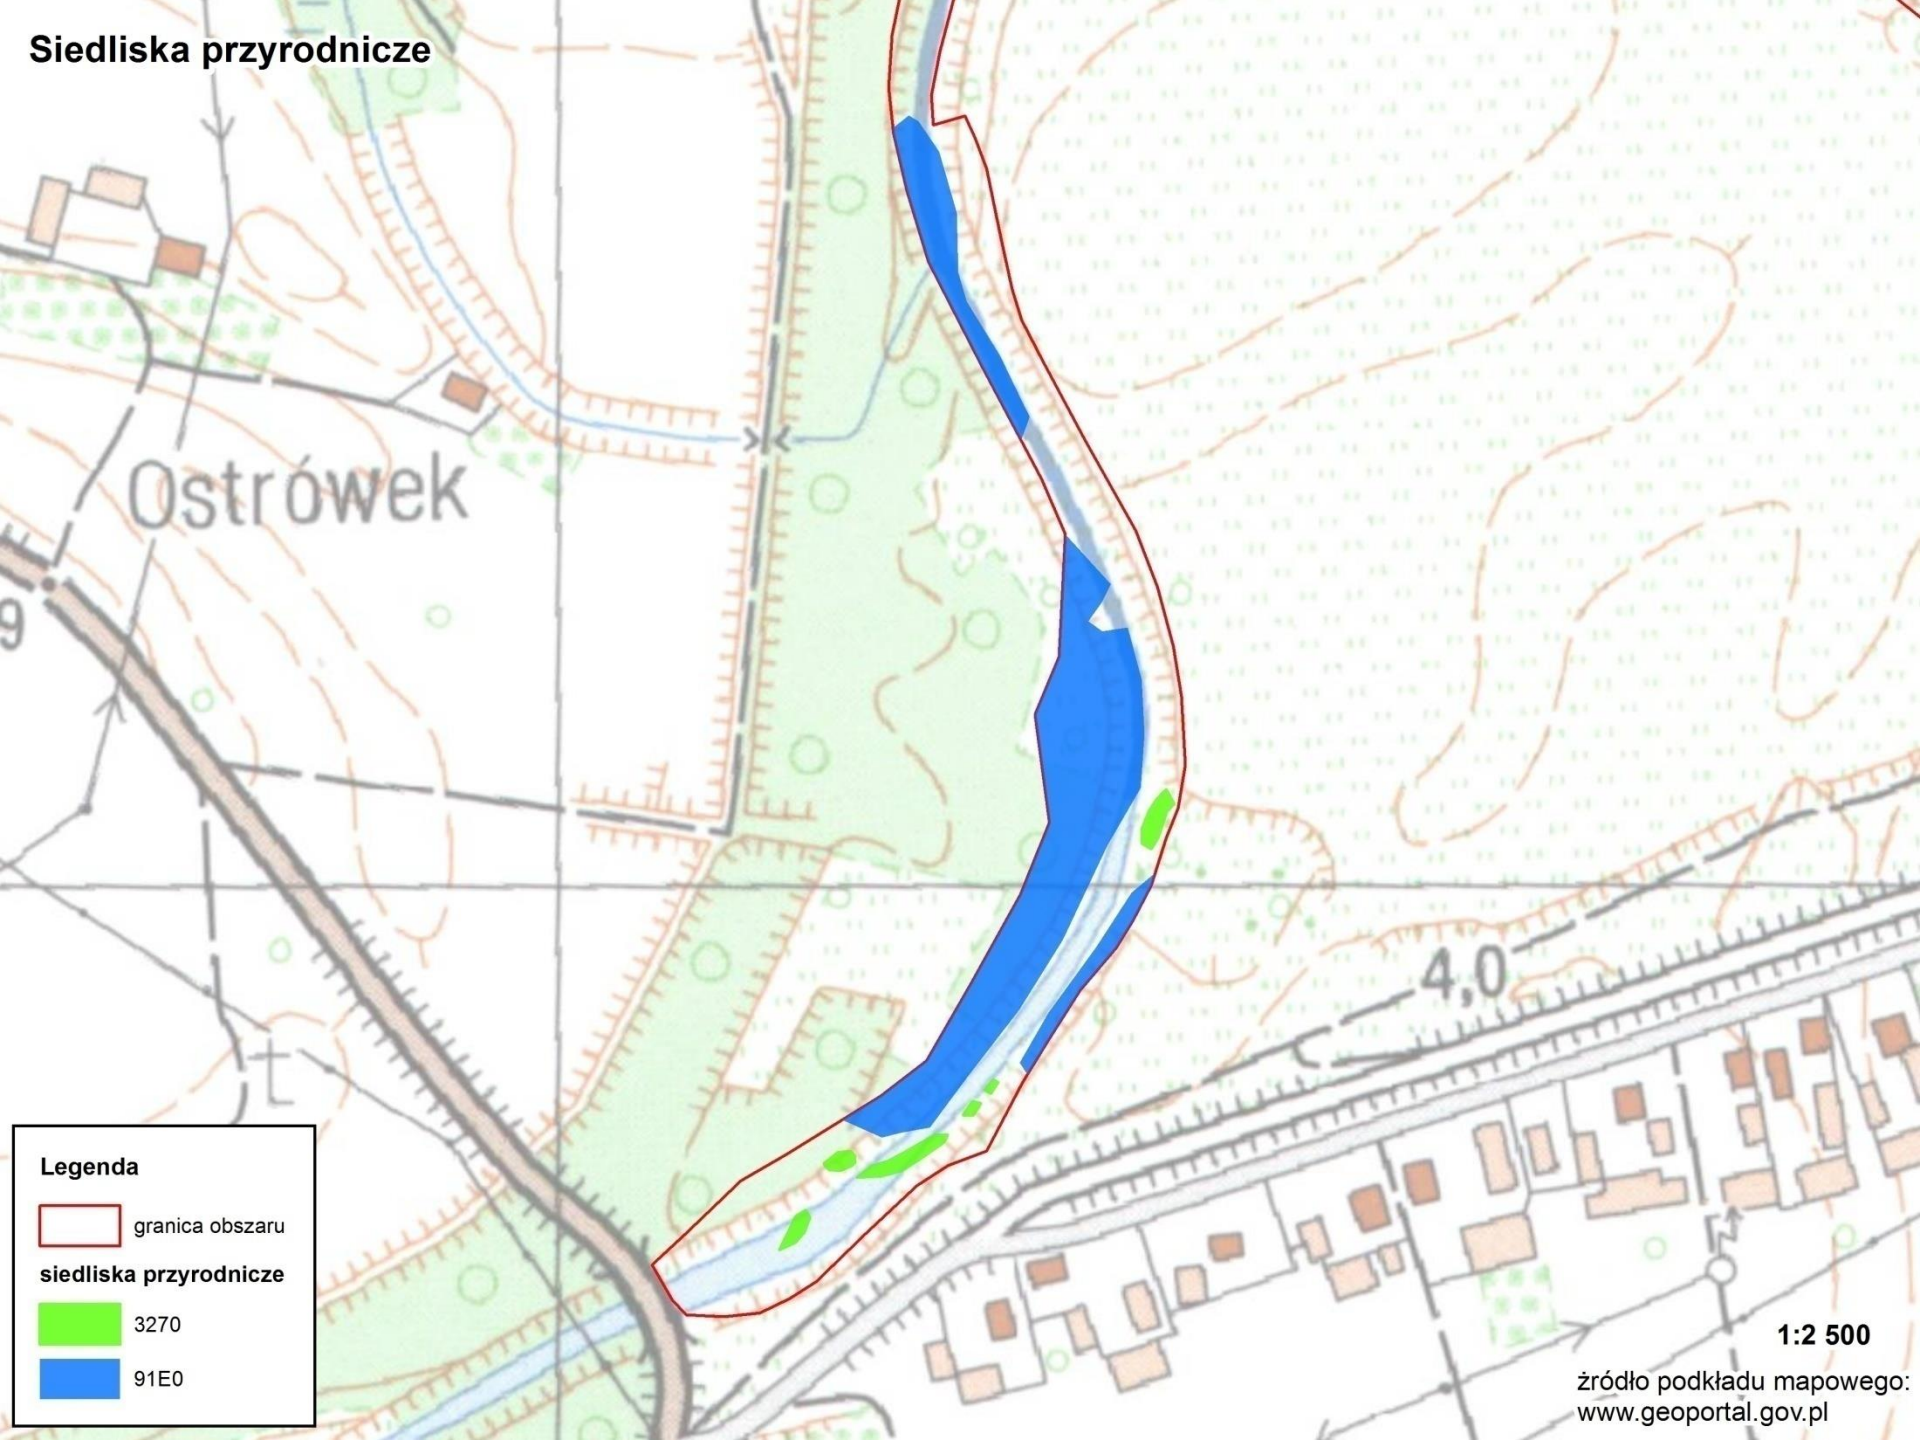 Siedliska przyrodnicze
Ostrówek
9
4,0
Legenda
granica obszaru
siedliska przyrodnicze
3270
91E0
1:2 500
źródło podkładu mapowego:
www.geoportal.gov.pl